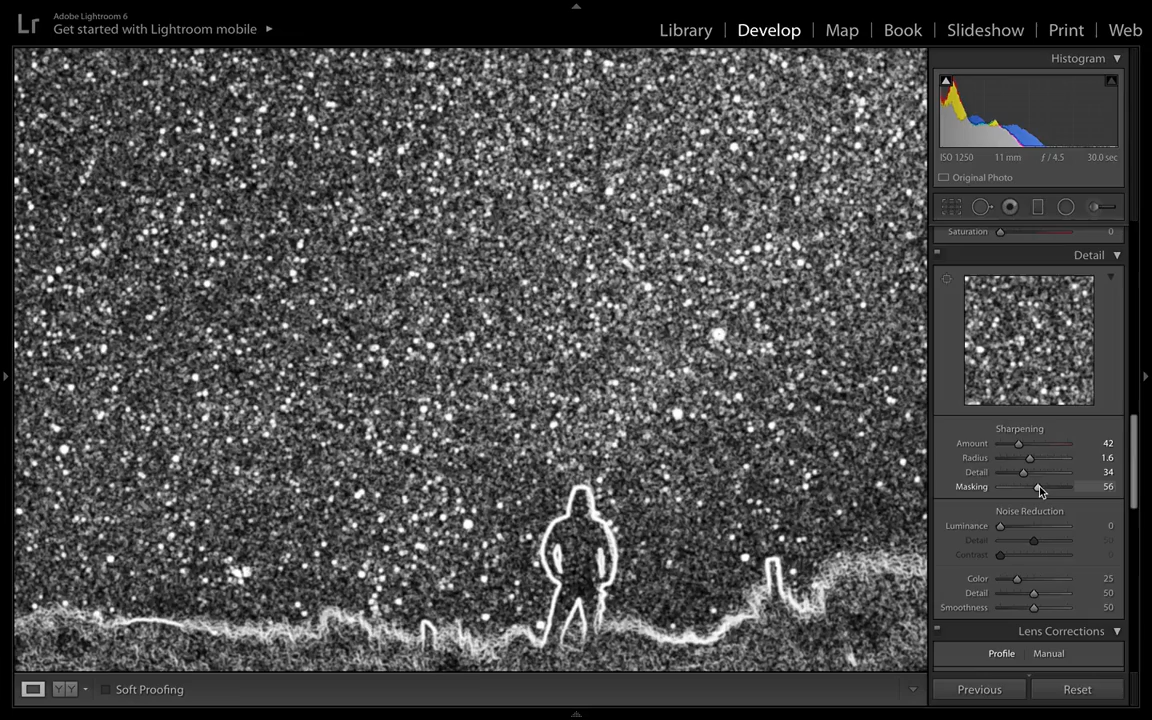 Lr
Adobe Lightroom 6
Get started with Lightroom mobile
Library | Develop | Map | Book | Slideshow | Print | Web
Histogram
ISO 1250 11 mm ƒ / 4.5 30.0 sec
Original Photo
Saturation 0
Detail
Sharpening
Amount 42
Radius 1.6
Detail 34
Masking 56
Noise Reduction
Luminance 0
Detail 50
Contrast 0
Color 25
Detail 50
Smoothness 50
Lens Corrections
Profile | Manual
YY Soft Proofing
Previous Reset